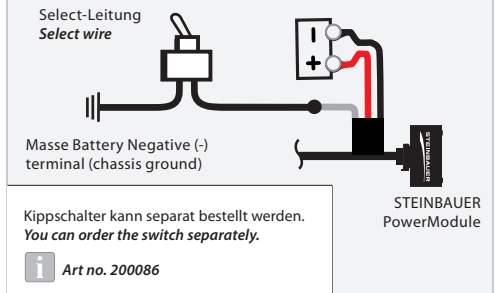 Select-Leitung
Select wire
-
+
Masse Battery Negative (-)
terminal (chassis ground)
STEINBAUER
STEINBAUER
PowerModule
Kippschalter kann separat bestellt werden.
You can order the switch separately.
i Art no. 200086